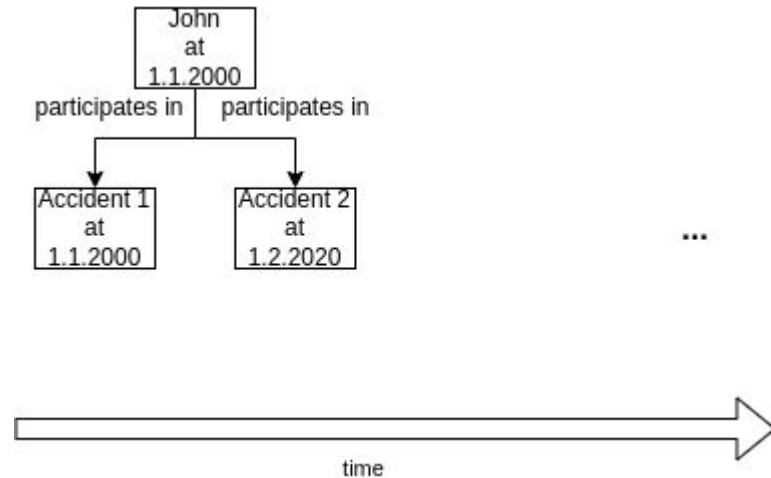 John
at
1.1.2000
participates in participates in
Accident 1
at
1.1.2000
Accident 2
at
1.2.2020
...
time